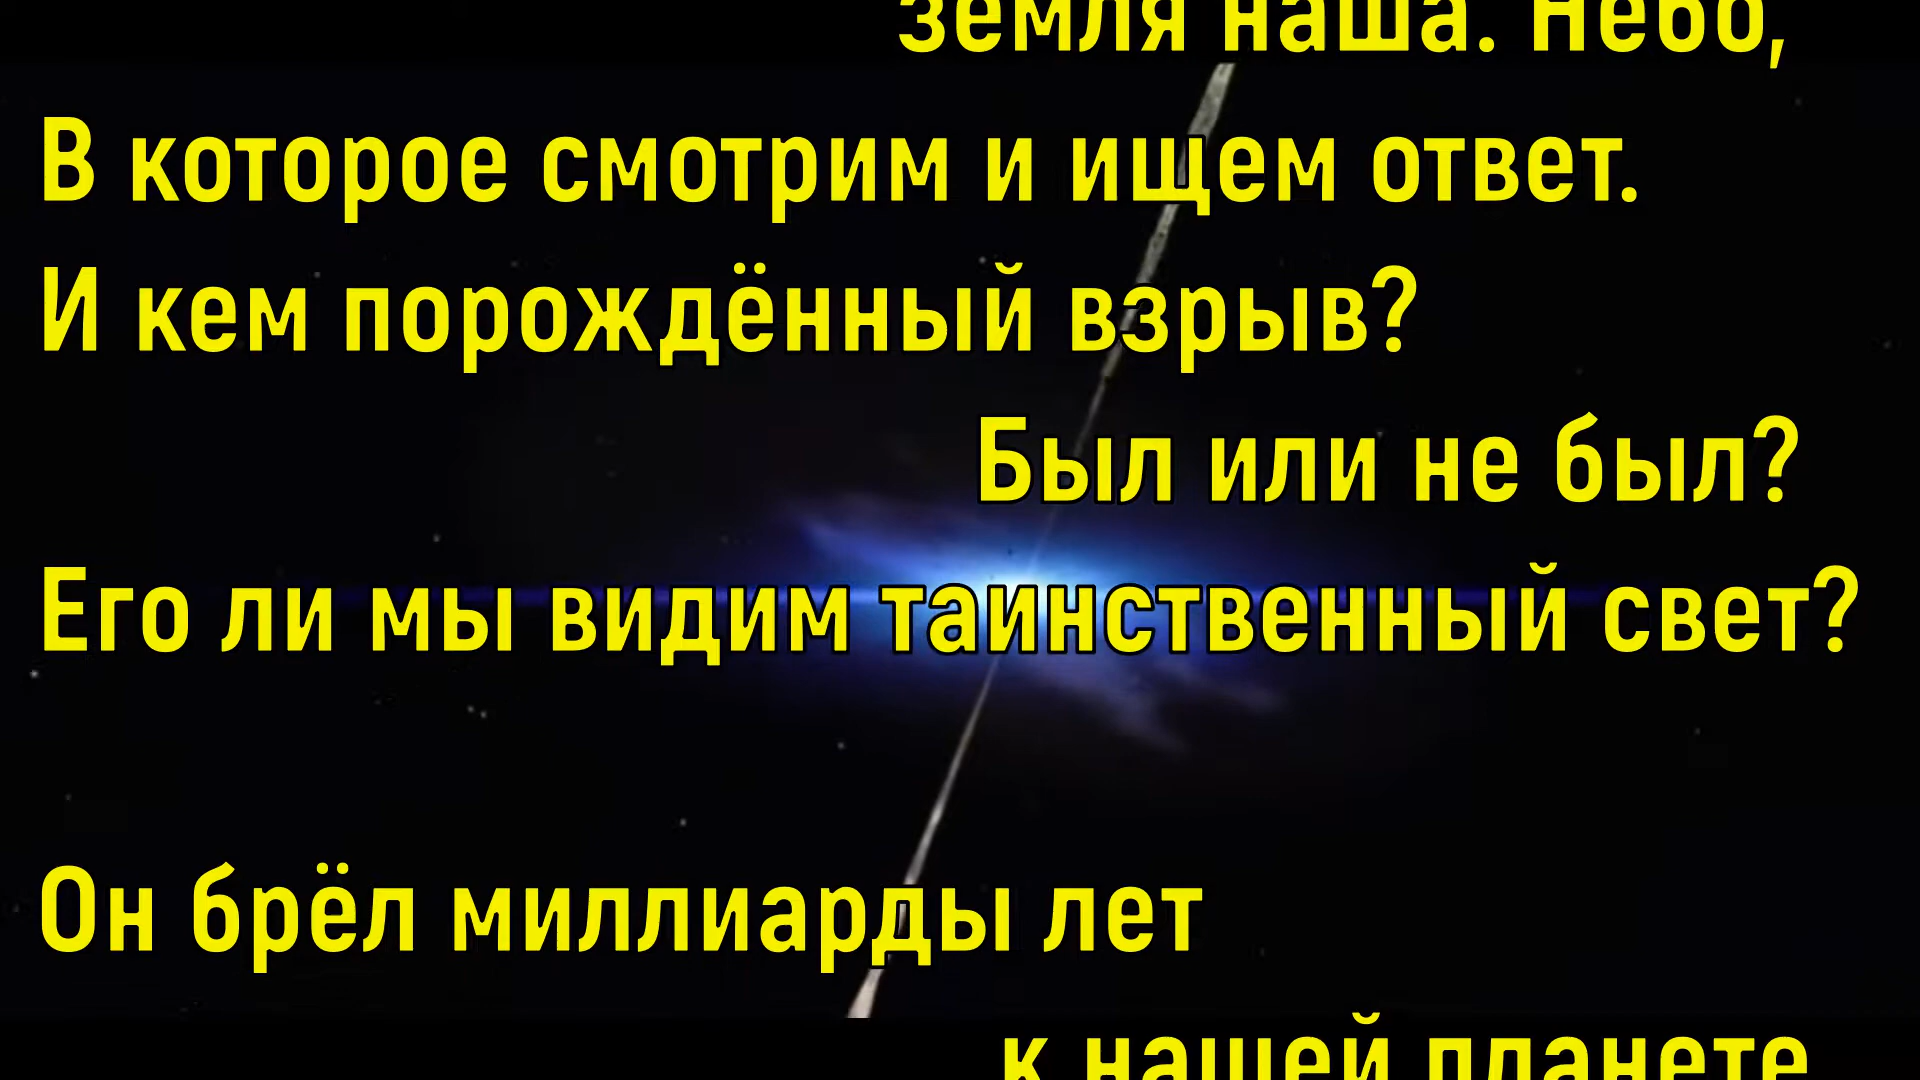 земля наша. Небо,
В которое смотрим и ищем ответ.
И кем порождённый взрыв?
Был или не был?
Его ли мы видим таинственный свет?
Он брёл миллиарды лет
к нашей планете